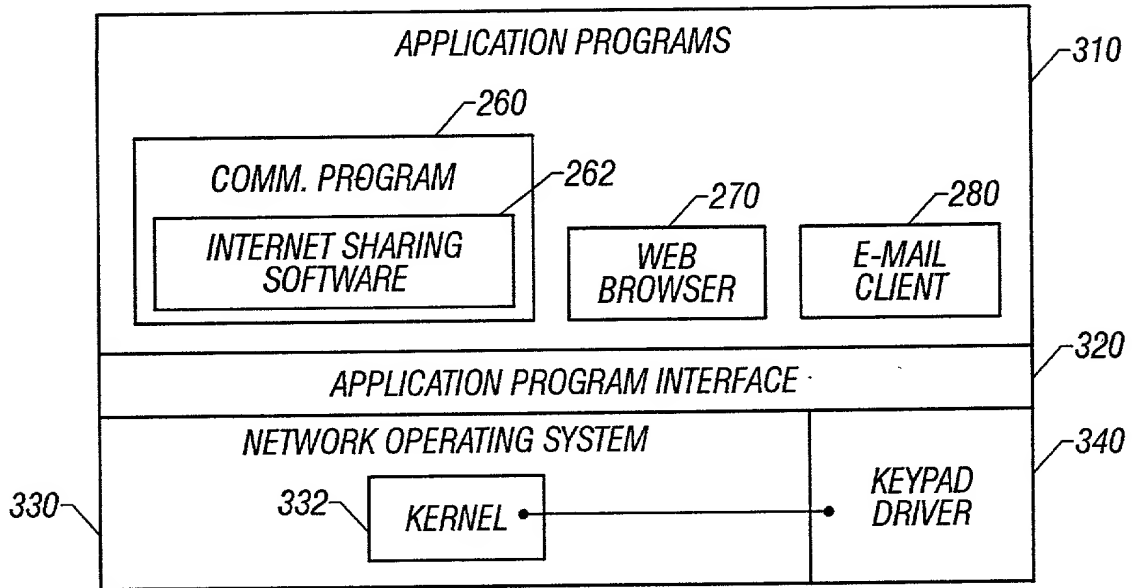 APPLICATION PROGRAMS
310
260
COMM. PROGRAM
262
INTERNET SHARING
SOFTWARE
270
WEB
BROWSER
280
E-MAIL
CLIENT
320
APPLICATION PROGRAM INTERFACE
NETWORK OPERATING SYSTEM
340
KEYPAD
DRIVER
330
332
KERNEL